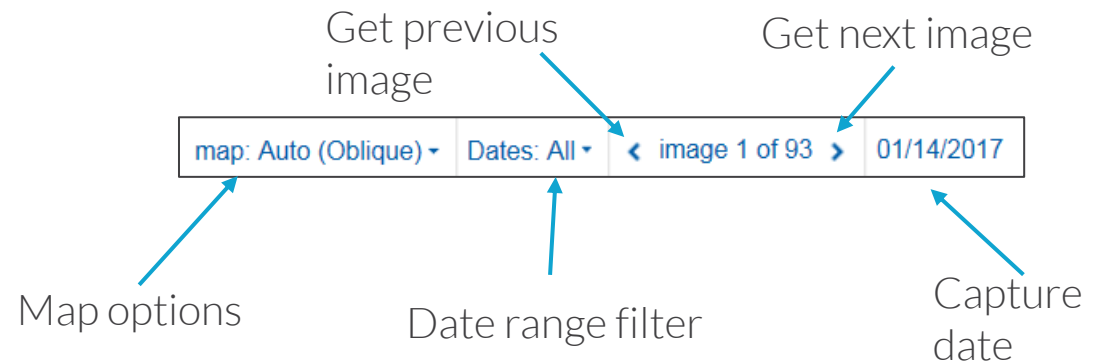 Get previous
image
Get next image
map: Auto (Oblique) Dates: All < image 1 of 93 > 01/14/2017
Map options
Date range filter
Capture
date